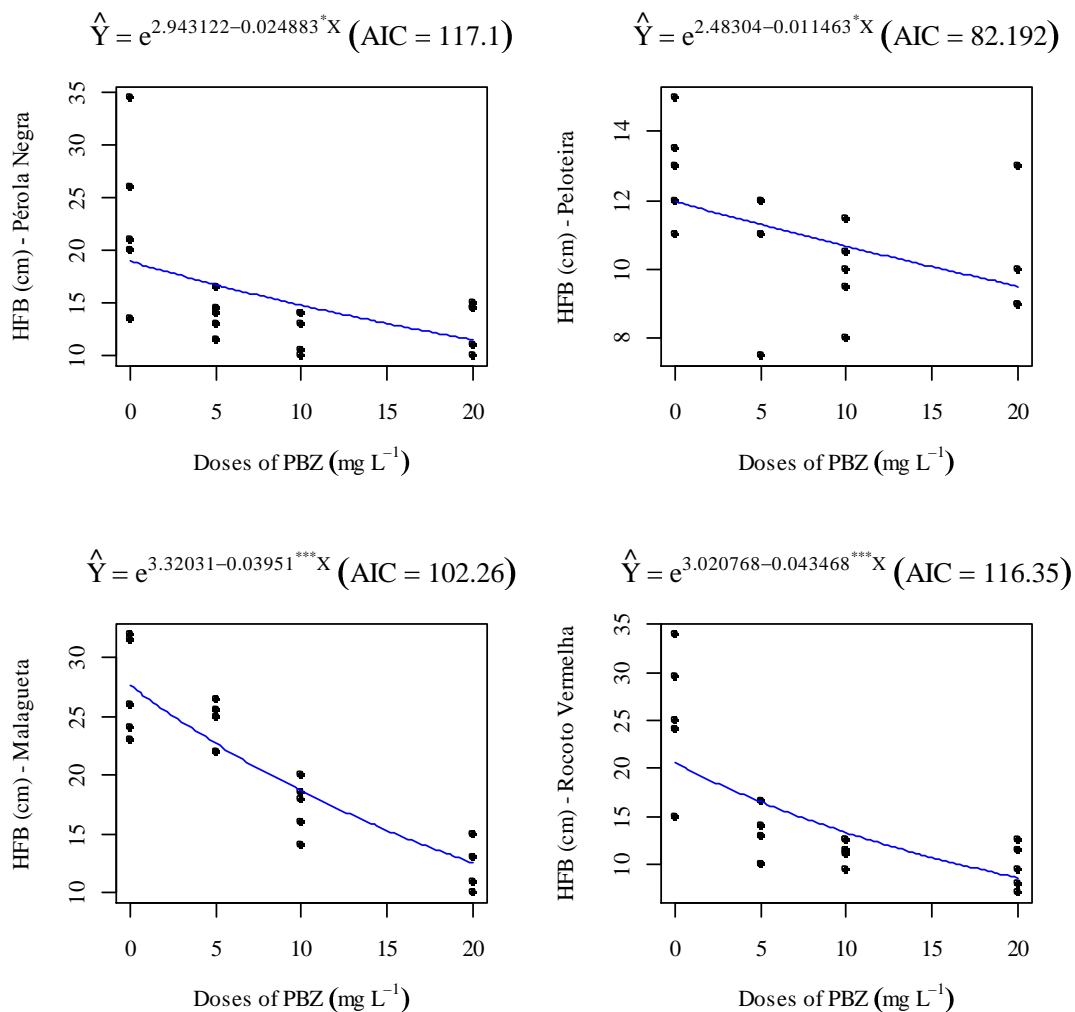 Ŷ = e^2.943122−0.024883*X (AIC = 117.1)
HFB (cm) - Pérola Negra
35
30
25
20
15
10
0 5 10 15 20
Doses of PBZ (mg L⁻¹)
Ŷ = e^2.48304−0.011463*X (AIC = 82.192)
HFB (cm) - Peloteira
14
12
10
8
0 5 10 15 20
Doses of PBZ (mg L⁻¹)
Ŷ = e^3.32031−0.03951***X (AIC = 102.26)
HFB (cm) - Malagueta
30
25
20
15
10
0 5 10 15 20
Doses of PBZ (mg L⁻¹)
Ŷ = e^3.020768−0.043468***X (AIC = 116.35)
HFB (cm) - Rocoto Vermelha
35
30
25
20
15
10
0 5 10 15 20
Doses of PBZ (mg L⁻¹)